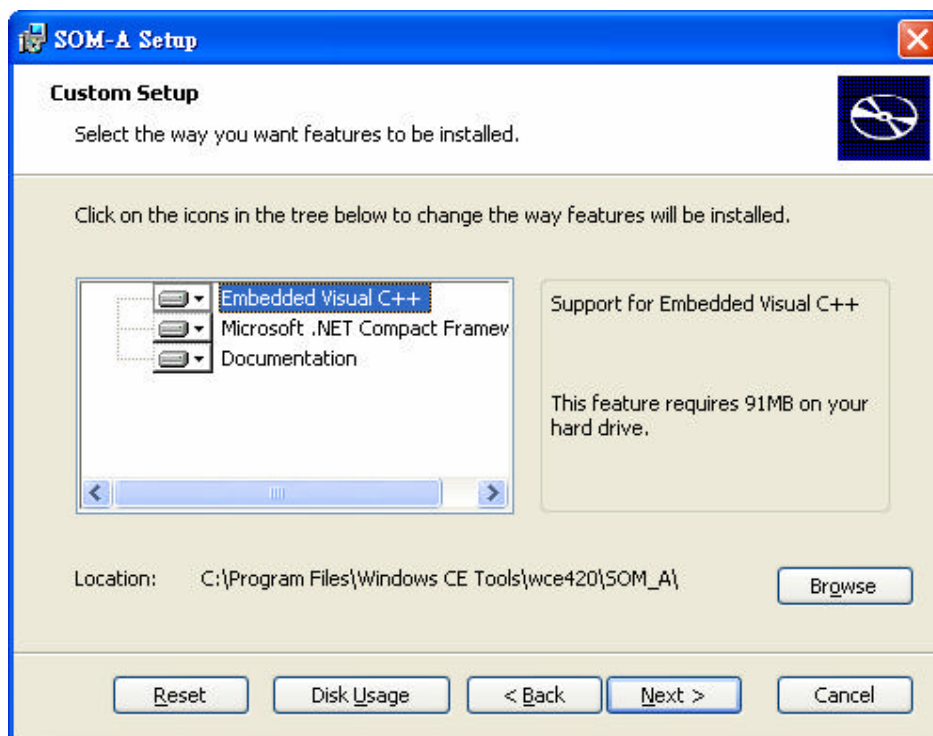 SOM-A Setup
Custom Setup
Select the way you want features to be installed.
Click on the icons in the tree below to change the way features will be installed.
Embedded Visual C++
Microsoft .NET Compact Framev
Documentation
Support for Embedded Visual C++
This feature requires 91MB on your
hard drive.
Location: C:\Program Files\Windows CE Tools\wce420\SOM_A\
Browse
Reset Disk Usage < Back Next > Cancel